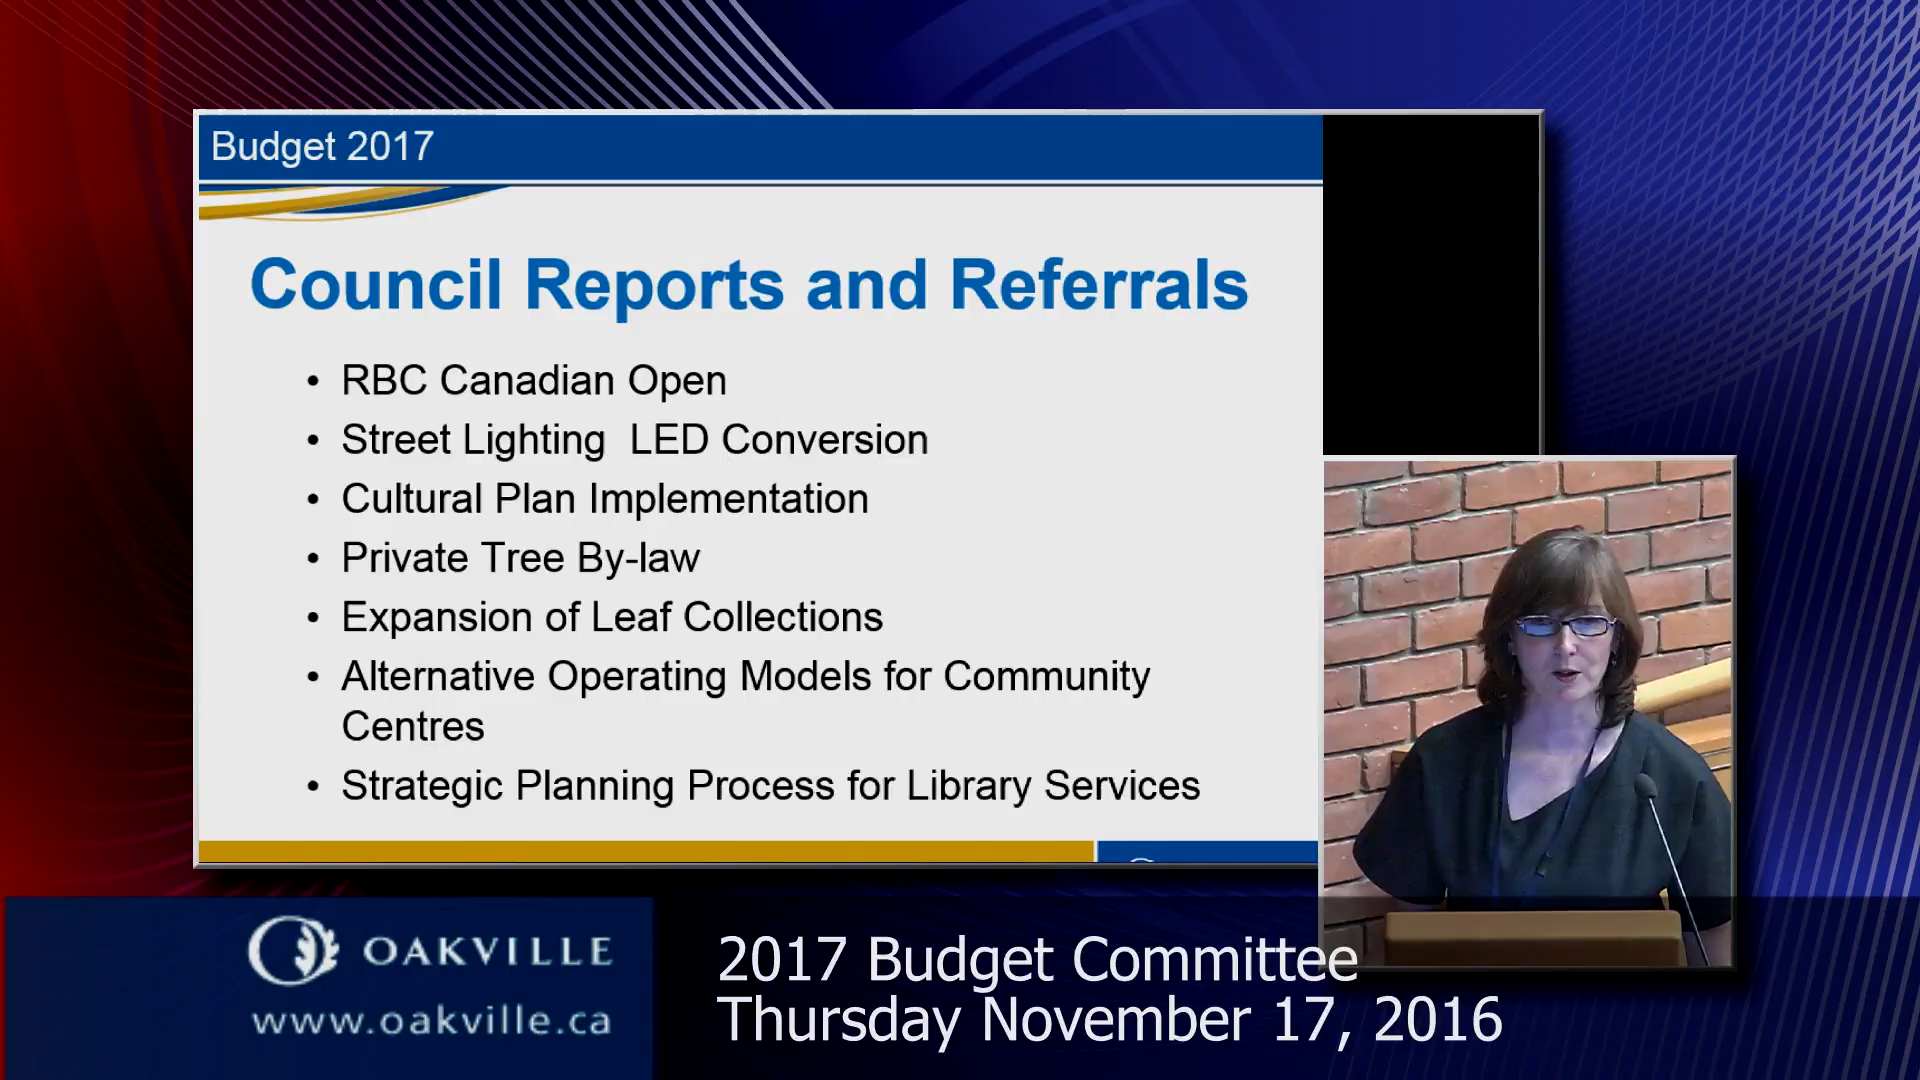 Budget 2017
Council Reports and Referrals
• RBC Canadian Open
• Street Lighting  LED Conversion
• Cultural Plan Implementation
• Private Tree By-law
• Expansion of Leaf Collections
• Alternative Operating Models for Community
Centres
• Strategic Planning Process for Library Services
OAKVILLE
www.oakville.ca
2017 Budget Committee
Thursday November 17, 2016